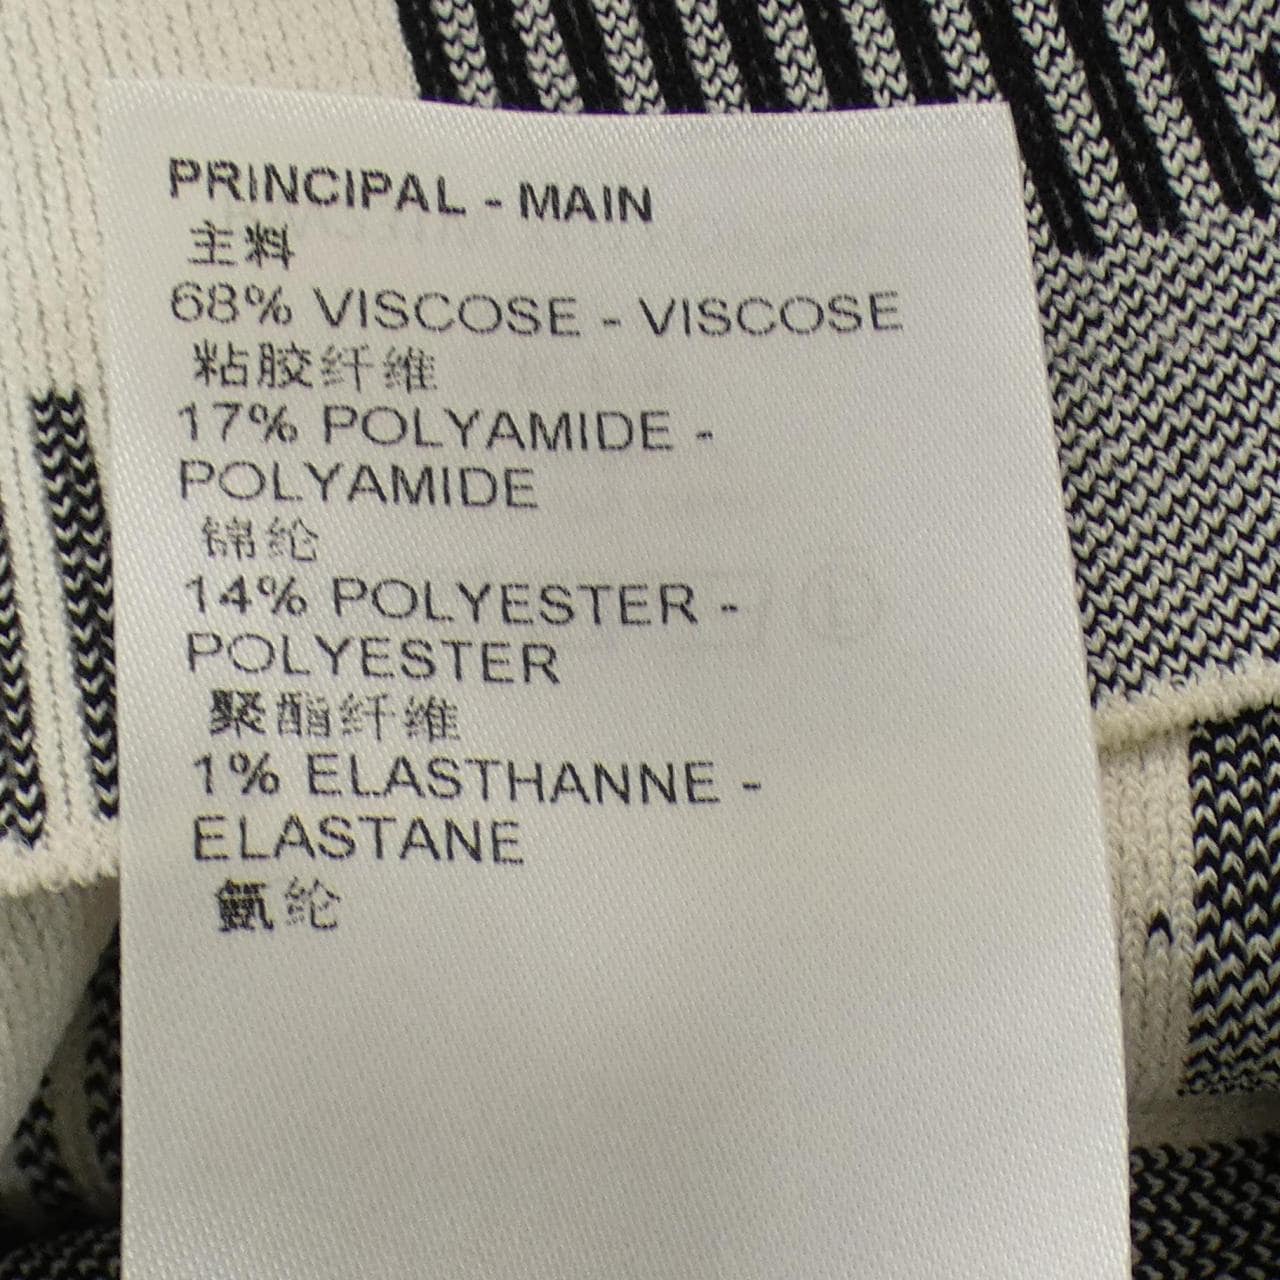 PRINCIPAL - MAIN
主料
68% VISCOSE - VISCOSE
粘胶纤维
17% POLYAMIDE -
POLYAMIDE
锦纶
14% POLYESTER -
POLYESTER
聚酯纤维
1% ELASTHANNE -
ELASTANE
氨纶